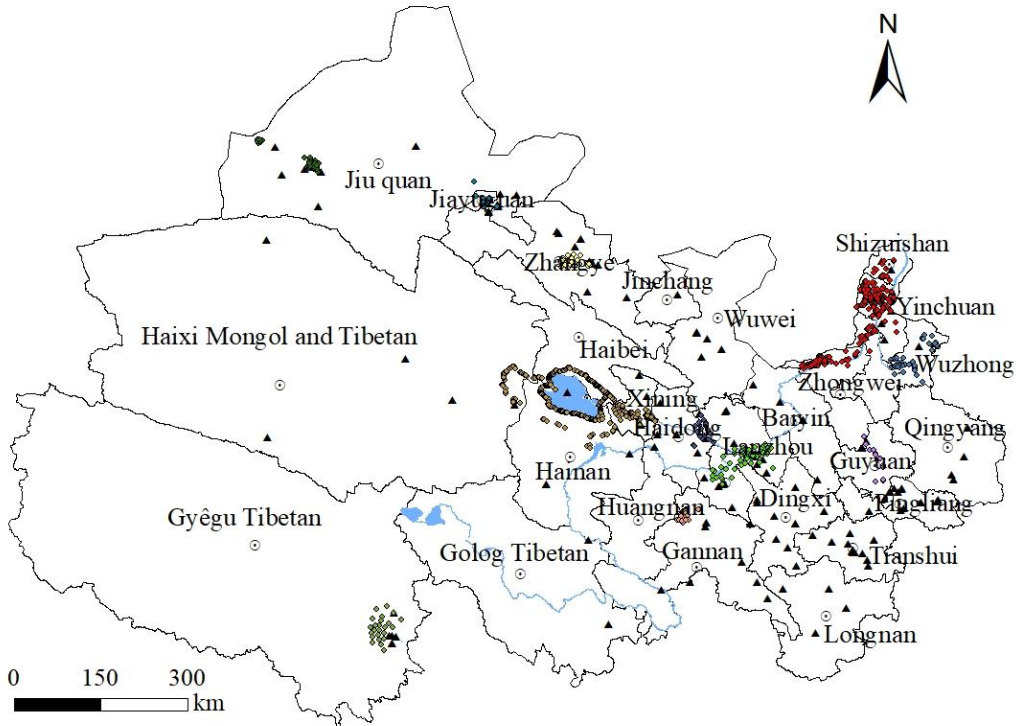 N
Shizuishan
Jiu quan
Jiayuguan
Zhangye
Jinchang
Yinchuan
Wuwei
Haixi Mongol and Tibetan
Haibei
Wuzhong
Zhongwei
Xining
Baiyin
Haidong
Qingyang
Lanzhou
Guyuan
Hainan
Dingxi
Pingliang
Huangnan
Gyêgu Tibetan
Golog Tibetan
Gannan
Tianshui
Longnan
0 150 300
km